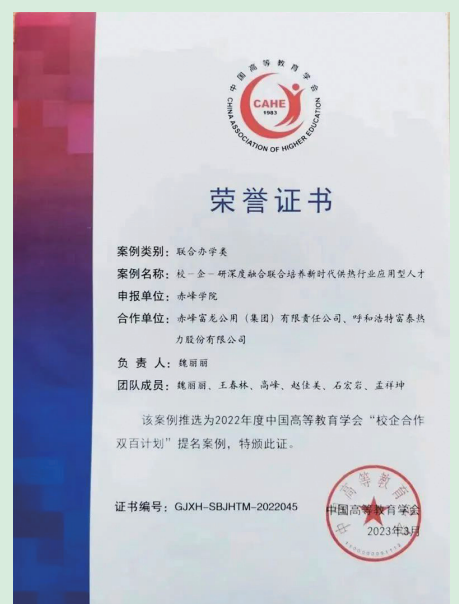 中国高等教育学会
CAHE
1983
CHINA ASSOCIATION OF HIGHER EDUCATION
荣誉证书
案例类别：联合办学类
案例名称：校－企－研深度融合联合培养新时代供热行业应用型人才
申报单位：赤峰学院
合作单位：赤峰富龙公用（集团）有限责任公司、呼和浩特富泰热
力股份有限公司
负 责 人：魏丽丽
团队成员：魏丽丽、王春林、高峰、赵佳美、石宏岩、孟祥坤
该案例推选为2022年度中国高等教育学会“校企合作
双百计划”提名案例，特颁此证。
证书编号：GJXH-SBJHTM-2022045
中国高等教育学会
2023年3月